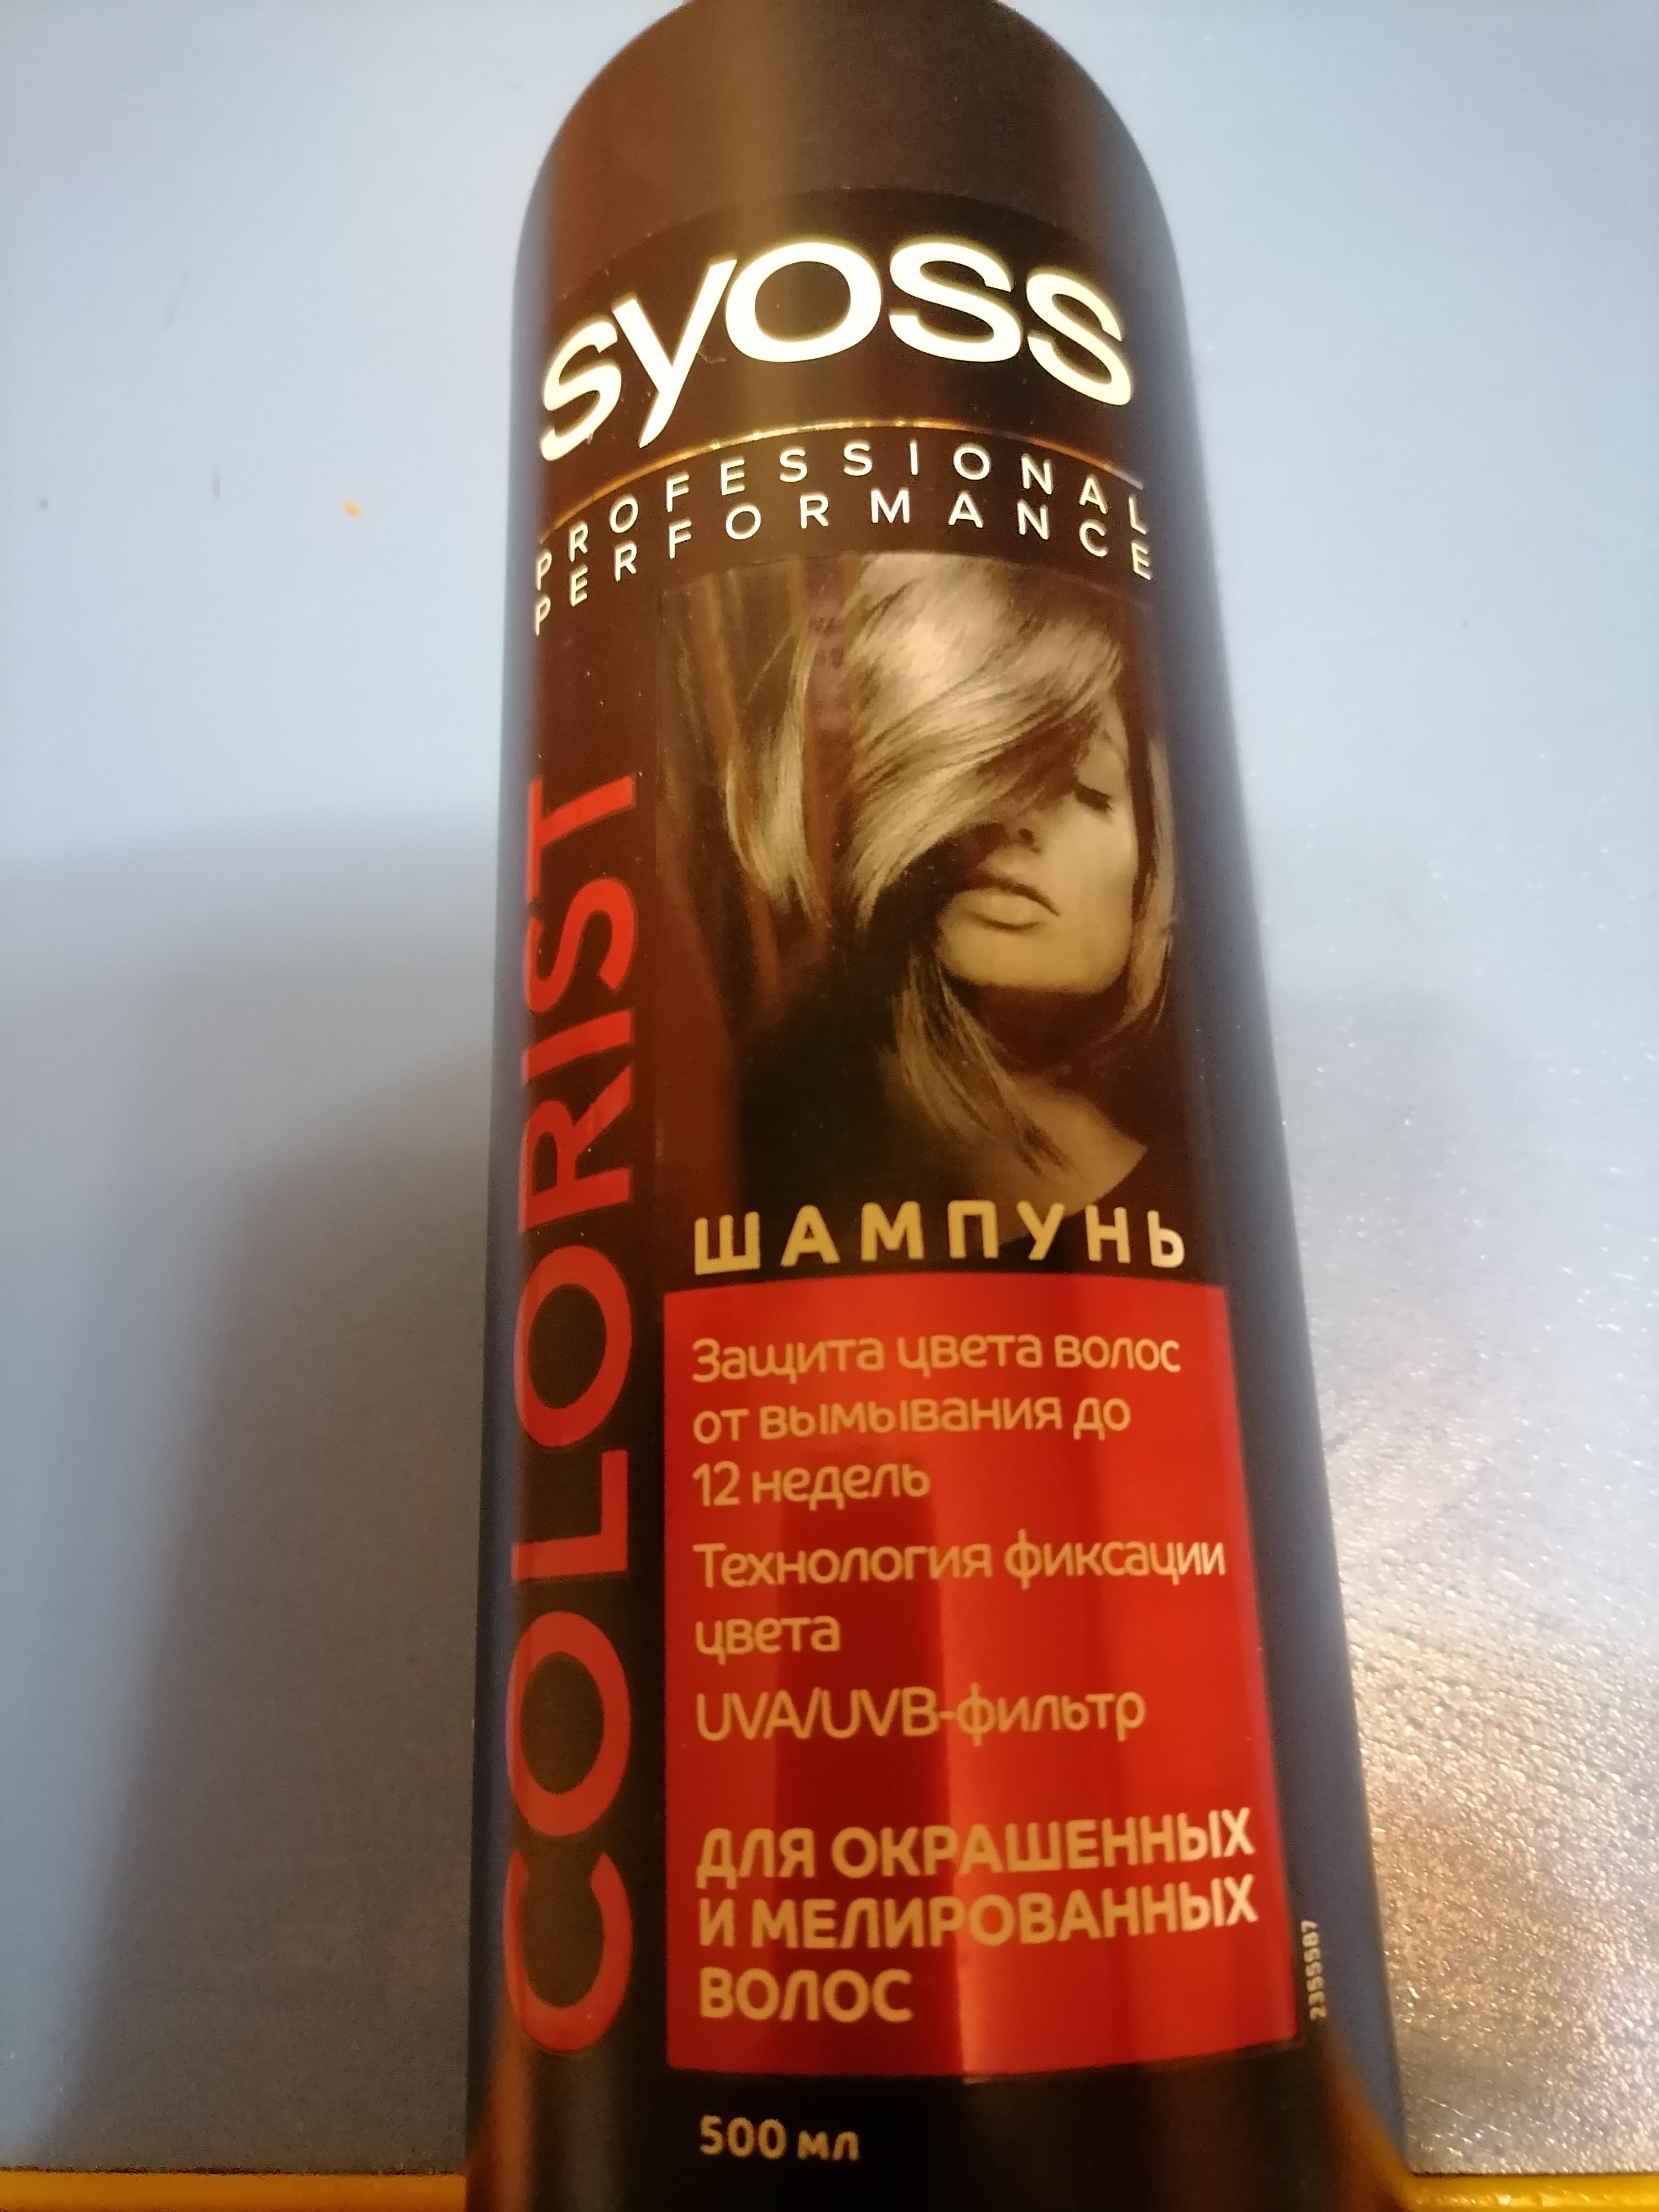 syoss
PROFESSIONAL
PERFORMANCE
COLORIST
ШАМПУНЬ
Защита цвета волос
от вымывания до
12 недель
Технология фиксации
цвета
UVA/UVB-фильтр
ДЛЯ ОКРАШЕННЫХ
И МЕЛИРОВАННЫХ
ВОЛОС
2355587
500 мл